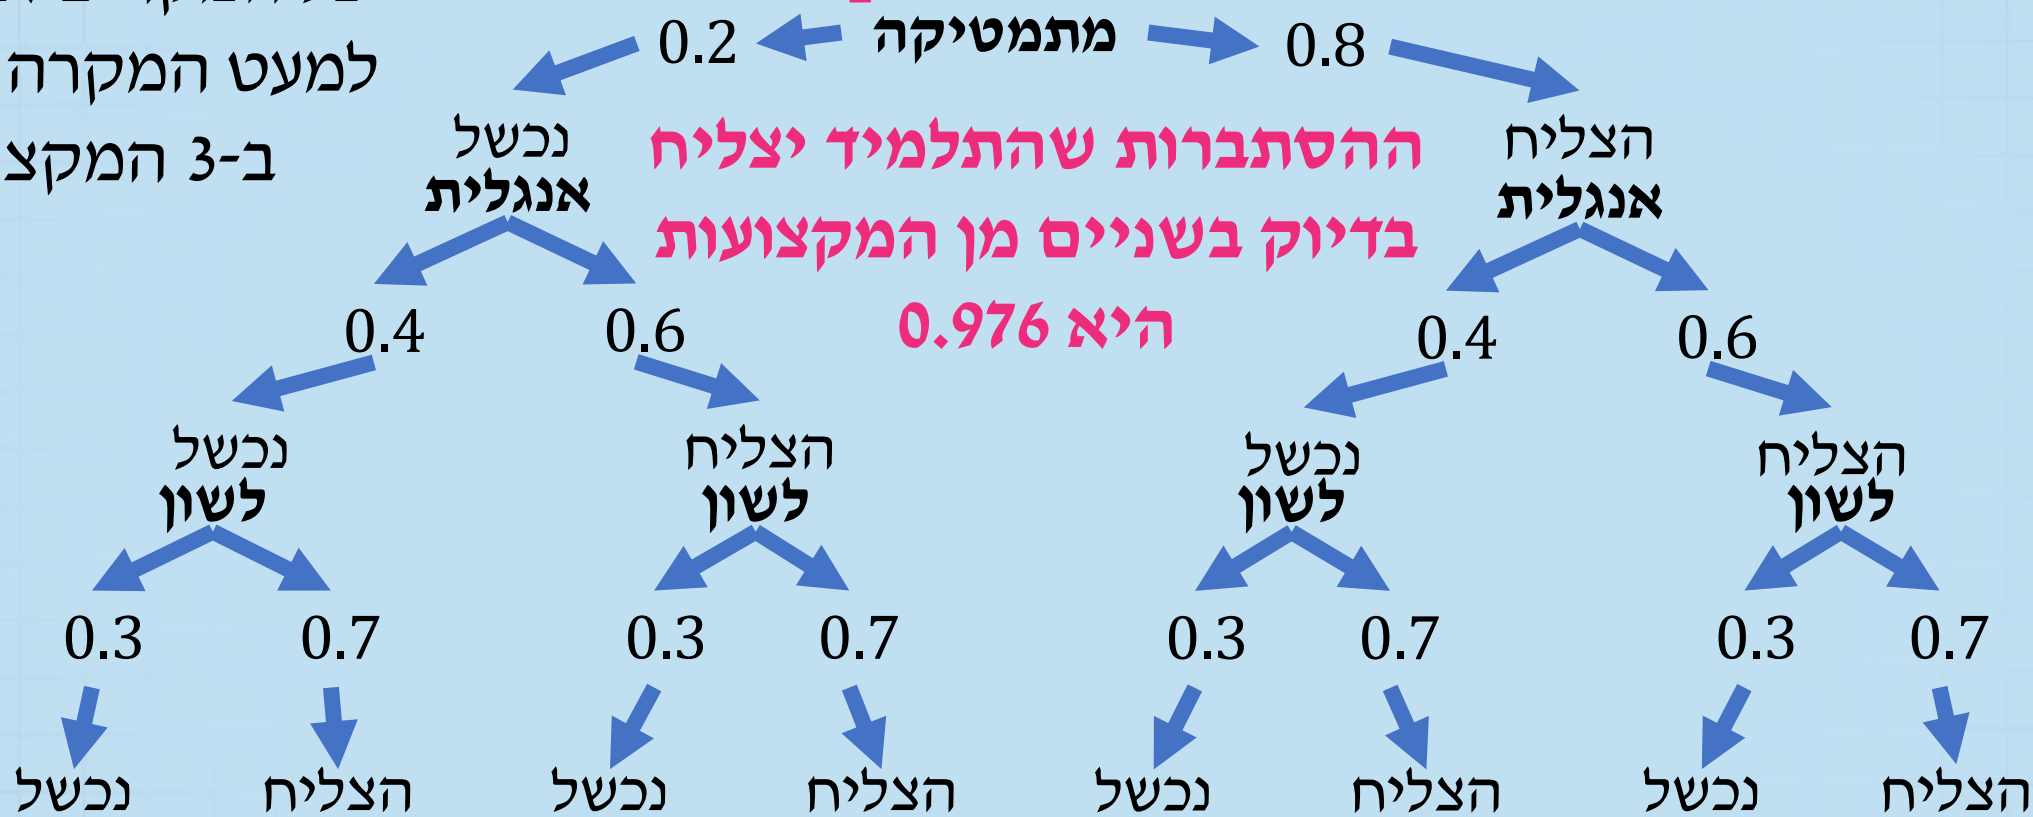 למעט המקרה
ב-3
0.2 מתמטיקה 0.8
נכשל
אנגלית
הצליח
אנגלית
ההסתברות שהתלמיד יצליח
בדיוק בשניים מן המקצועות
היא 0.976
0.4 0.6 0.4 0.6
נכשל
לשון
הצליח
לשון
נכשל
לשון
הצליח
לשון
0.3 0.7 0.3 0.7 0.3 0.7 0.3 0.7
נכשל הצליח נכשל הצליח נכשל הצליח נכשל הצליח